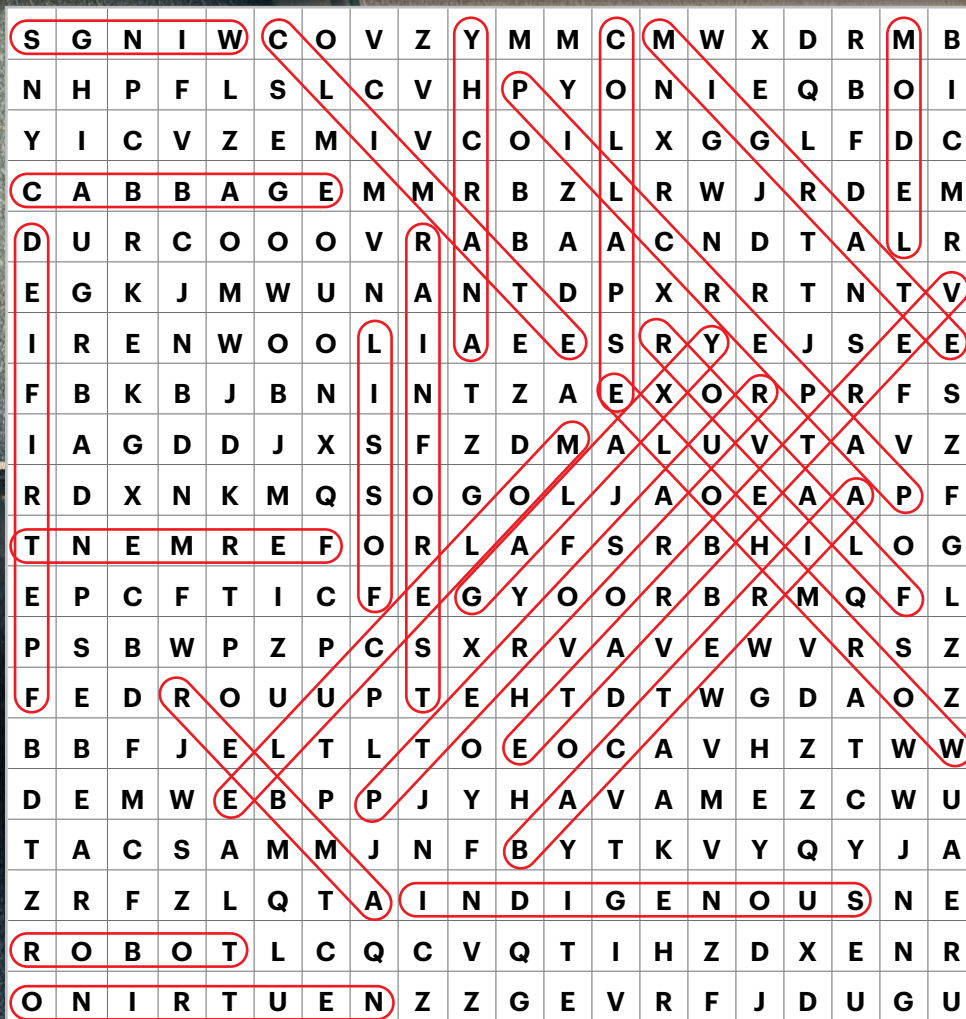 S G N I W C O V Z Y M M C M W X D R M B
N H P F L S L C V H P Y O N I E Q B O I
Y I C V Z E M I V C O I L X G G L F D C
C A B B A G E M M R B Z L R W J R D E M
D U R C O O O V R A B A A C N D T A L R
E G K J M W U N A N T D P X R R T N T V
I R E N W O O L I A E E S R Y E J S E E
F B K B J B N I N T Z A E X O R P R F S
I A G D D J X S F Z D M A L U V T A V Z
R D X N K M Q S O G O L J A O E A A P F
T N E M R E F O R L A F S R B H I L O G
E P C F T I C F E G Y O O R B R M Q F L
P S B W P Z P C S X R V A V E W V R S Z
F E D R O U U P T E H T D T W G D A O Z
B B F J E L T L T O E O C A V H Z T W W
D E M W E B P P J Y H A V A M E Z C W U
T A C S A M M J N F B Y T K V Y Q Y J A
Z R F Z L Q T A I N D I G E N O U S N E
R O B O T L C Q C V Q T I H Z D X E N R
O N I R T U E N Z Z G E V R F J D U G U